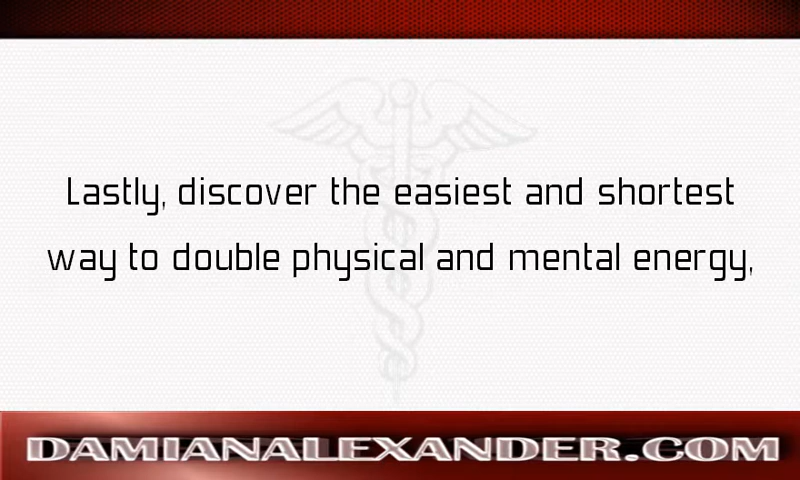 Lastly, discover the easiest and shortest
way to double physical and mental energy,
DAMIANALEXANDER.COM